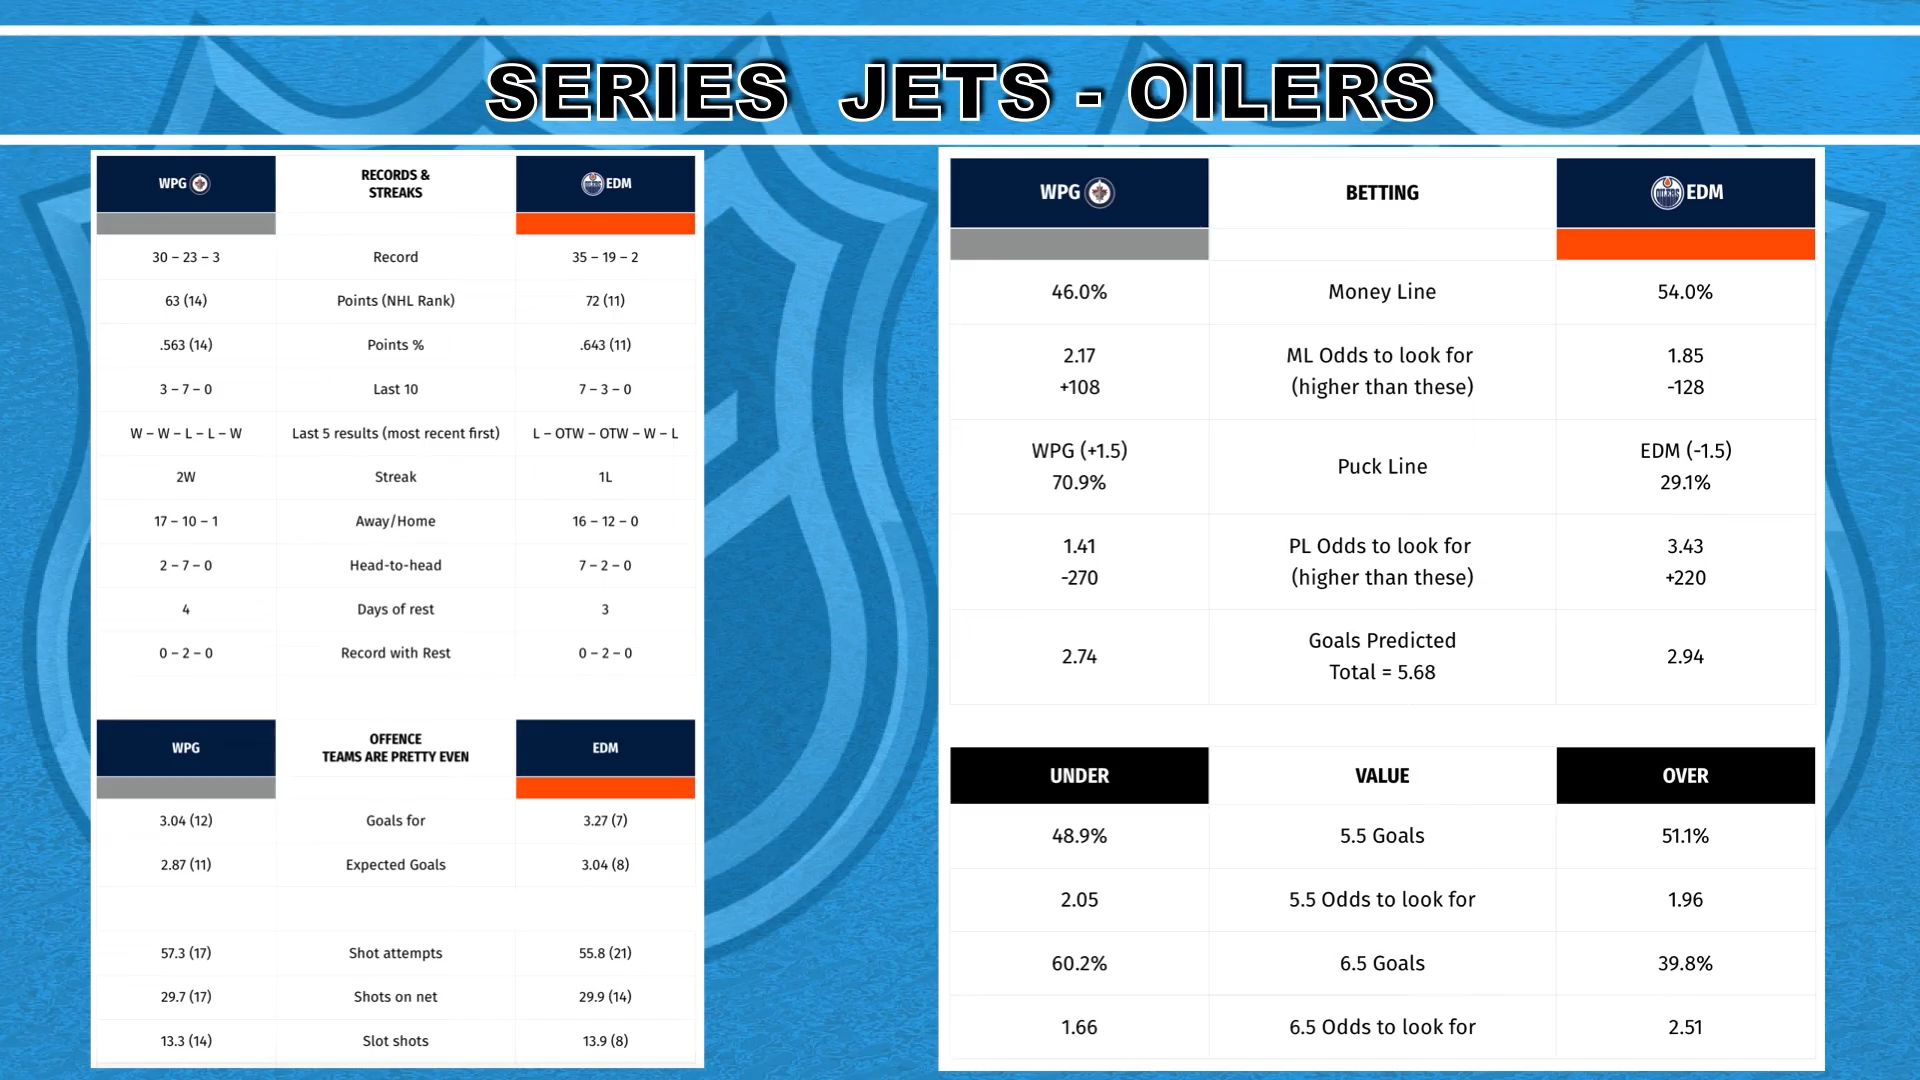 SERIES JETS - OILERS
WPG
RECORDS &
STREAKS
EDM
30 – 23 – 3 Record 35 – 19 – 2
63 (14) Points (NHL Rank) 72 (11)
.563 (14) Points % .643 (11)
3 – 7 – 0 Last 10 7 – 3 – 0
W – W – L – L – W Last 5 results (most recent first) L – OTW – OTW – W – L
2W Streak 1L
17 – 10 – 1 Away/Home 16 – 12 – 0
2 – 7 – 0 Head-to-head 7 – 2 – 0
4 Days of rest 3
0 – 2 – 0 Record with Rest 0 – 2 – 0
WPG
OFFENCE
TEAMS ARE PRETTY EVEN
EDM
3.04 (12) Goals for 3.27 (7)
2.87 (11) Expected Goals 3.04 (8)
57.3 (17) Shot attempts 55.8 (21)
29.7 (17) Shots on net 29.9 (14)
13.3 (14) Slot shots 13.9 (8)
WPG BETTING OILERS EDM
46.0% Money Line 54.0%
2.17 ML Odds to look for 1.85
+108 (higher than these) -128
WPG (+1.5) EDM (-1.5)
Puck Line
70.9% 29.1%
1.41 PL Odds to look for 3.43
-270 (higher than these) +220
Goals Predicted
2.74 2.94
Total = 5.68
UNDER VALUE OVER
48.9% 5.5 Goals 51.1%
2.05 5.5 Odds to look for 1.96
60.2% 6.5 Goals 39.8%
1.66 6.5 Odds to look for 2.51